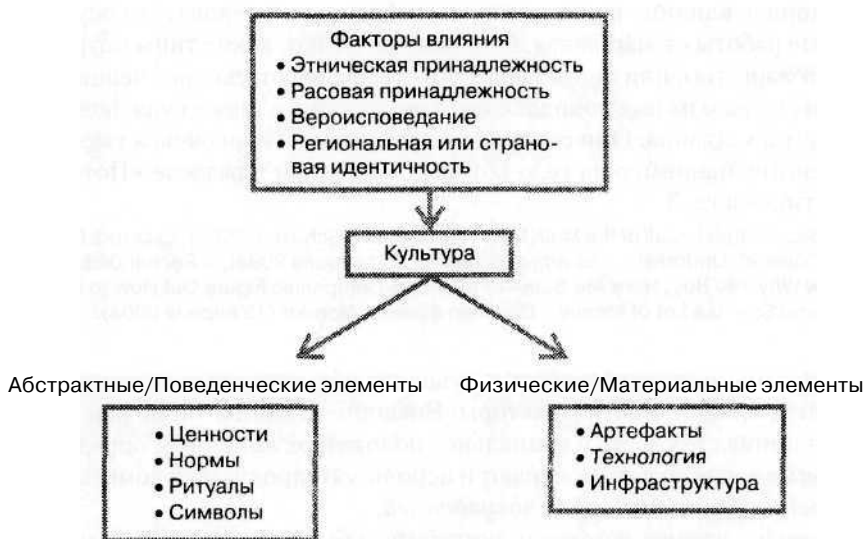 Факторы влияния
• Этническая принадлежность
• Расовая принадлежность
• Вероисповедание
• Региональная или страно-
вая идентичность
Культура
Абстрактные/Поведенческие элементы
Физические/Материальные элементы
• Ценности
• Нормы
• Ритуалы
• Символы
• Артефакты
• Технология
• Инфраструктура